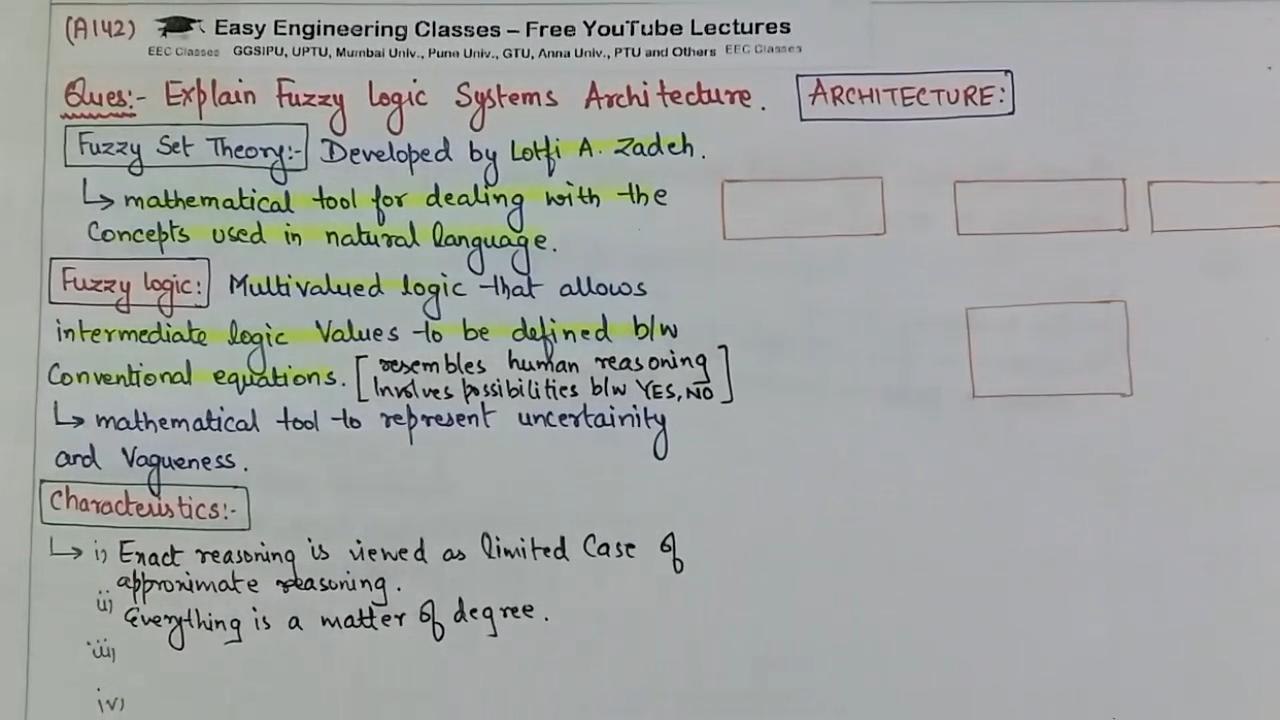 (A142) Easy Engineering Classes – Free YouTube Lectures
EEC Classes GGSIPU, UPTU, Mumbai Univ., Pune Univ., GTU, Anna Univ., PTU and Others EEC Classes
Ques:- Explain Fuzzy Logic Systems Architecture.
Fuzzy Set Theory:- Developed by Lotfi A. Zadeh.
↳ mathematical tool for dealing with the
Concepts used in natural language.
Fuzzy logic: Multivalued logic that allows
intermediate logic Values to be defined b/w
Conventional equations. [resembles human reasoning
Involves possibilities b/w YES, NO]
↳ mathematical tool to represent uncertainity
and Vagueness.
Characteristics:-
↳ i) Exact reasoning is viewed as limited Case of
approximate reasoning.
ii) Everything is a matter of degree.
iii)
iv)
ARCHITECTURE: